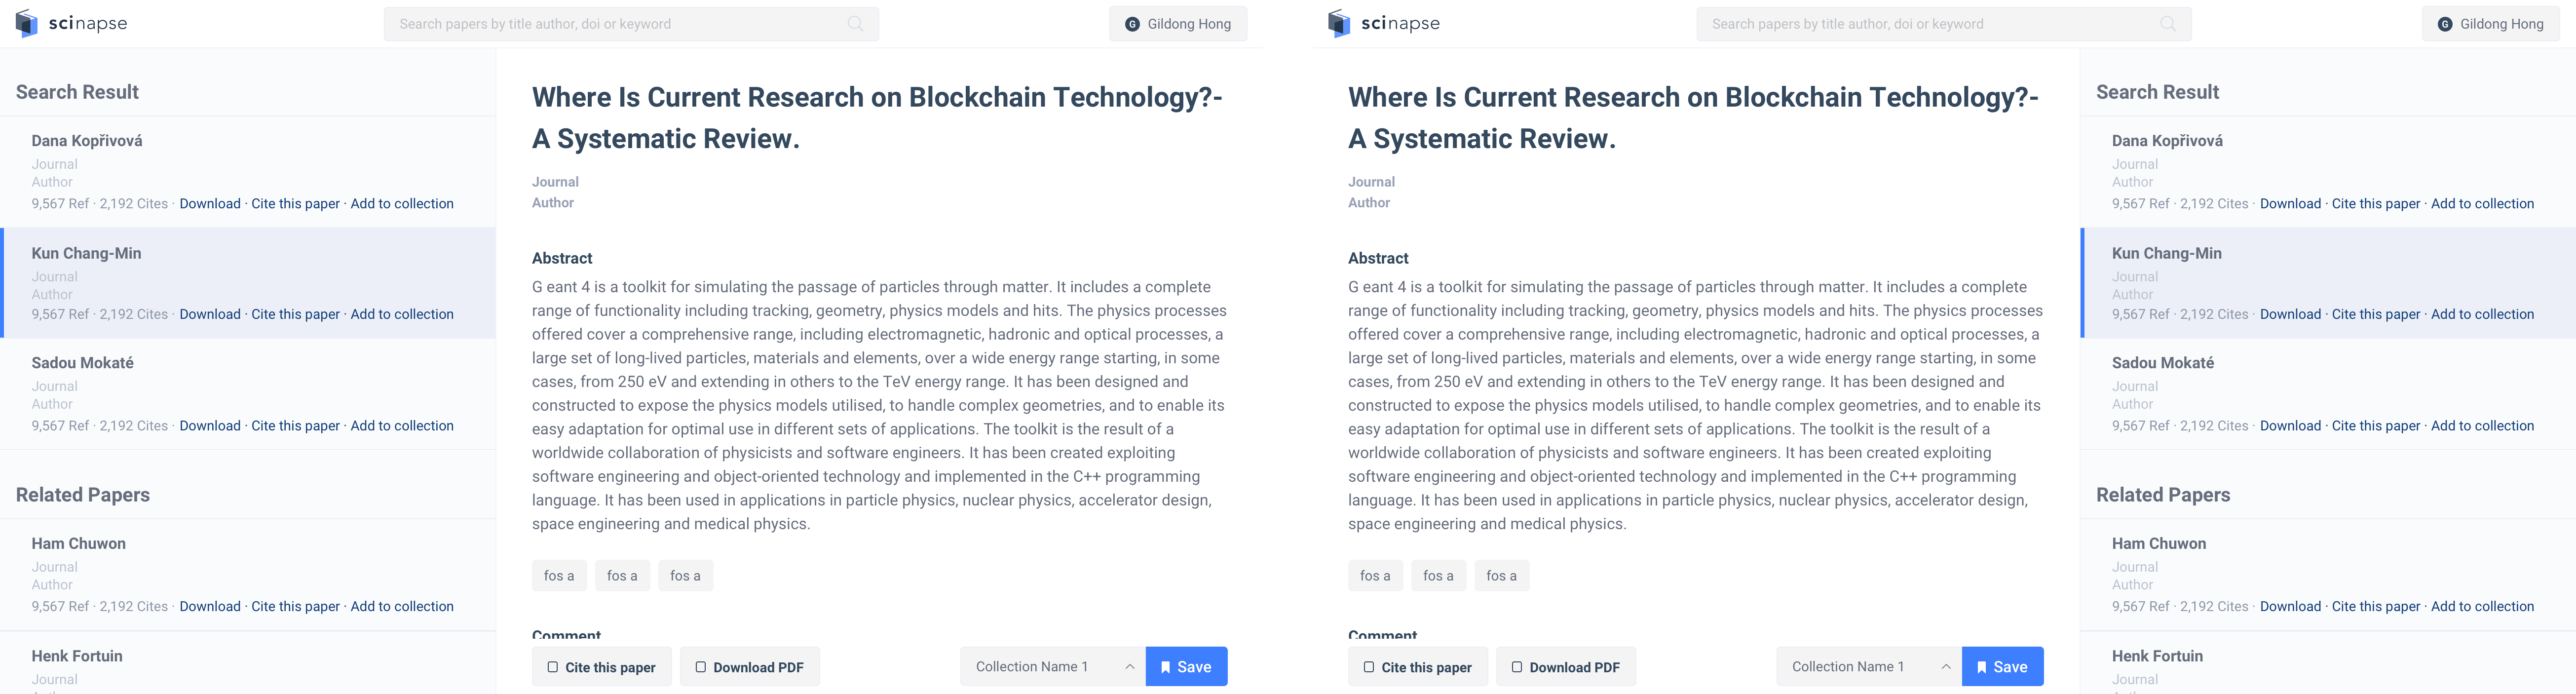 scinapse
Search papers by title author, doi or keyword
G Gildong Hong
Search Result
Dana Kopřivová
Journal
Author
9,567 Ref · 2,192 Cites · Download · Cite this paper · Add to collection
Kun Chang-Min
Journal
Author
9,567 Ref · 2,192 Cites · Download · Cite this paper · Add to collection
Sadou Mokaté
Journal
Author
9,567 Ref · 2,192 Cites · Download · Cite this paper · Add to collection
Related Papers
Ham Chuwon
Journal
Author
9,567 Ref · 2,192 Cites · Download · Cite this paper · Add to collection
Henk Fortuin
Journal
Where Is Current Research on Blockchain Technology?-
A Systematic Review.
Journal
Author
Abstract
G eant 4 is a toolkit for simulating the passage of particles through matter. It includes a complete
range of functionality including tracking, geometry, physics models and hits. The physics processes
offered cover a comprehensive range, including electromagnetic, hadronic and optical processes, a
large set of long-lived particles, materials and elements, over a wide energy range starting, in some
cases, from 250 eV and extending in others to the TeV energy range. It has been designed and
constructed to expose the physics models utilised, to handle complex geometries, and to enable its
easy adaptation for optimal use in different sets of applications. The toolkit is the result of a
worldwide collaboration of physicists and software engineers. It has been created exploiting
software engineering and object-oriented technology and implemented in the C++ programming
language. It has been used in applications in particle physics, nuclear physics, accelerator design,
space engineering and medical physics.
fos a fos a fos a
Comment
Cite this paper Download PDF Collection Name 1 Save
scinapse
Search papers by title author, doi or keyword
G Gildong Hong
Where Is Current Research on Blockchain Technology?-
A Systematic Review.
Journal
Author
Abstract
G eant 4 is a toolkit for simulating the passage of particles through matter. It includes a complete
range of functionality including tracking, geometry, physics models and hits. The physics processes
offered cover a comprehensive range, including electromagnetic, hadronic and optical processes, a
large set of long-lived particles, materials and elements, over a wide energy range starting, in some
cases, from 250 eV and extending in others to the TeV energy range. It has been designed and
constructed to expose the physics models utilised, to handle complex geometries, and to enable its
easy adaptation for optimal use in different sets of applications. The toolkit is the result of a
worldwide collaboration of physicists and software engineers. It has been created exploiting
software engineering and object-oriented technology and implemented in the C++ programming
language. It has been used in applications in particle physics, nuclear physics, accelerator design,
space engineering and medical physics.
fos a fos a fos a
Comment
Cite this paper Download PDF Collection Name 1 Save
Search Result
Dana Kopřivová
Journal
Author
9,567 Ref · 2,192 Cites · Download · Cite this paper · Add to collection
Kun Chang-Min
Journal
Author
9,567 Ref · 2,192 Cites · Download · Cite this paper · Add to collection
Sadou Mokaté
Journal
Author
9,567 Ref · 2,192 Cites · Download · Cite this paper · Add to collection
Related Papers
Ham Chuwon
Journal
Author
9,567 Ref · 2,192 Cites · Download · Cite this paper · Add to collection
Henk Fortuin
Journal